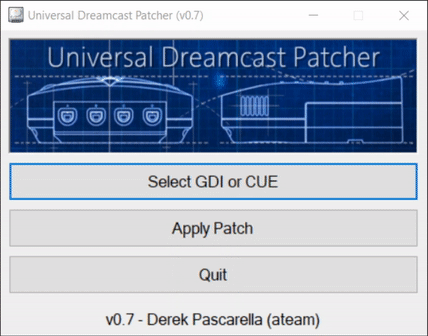 Universal Dreamcast Patcher (v0.7)
Universal Dreamcast Patcher
Select GDI or CUE
Apply Patch
Quit
v0.7 - Derek Pascarella (ateam)